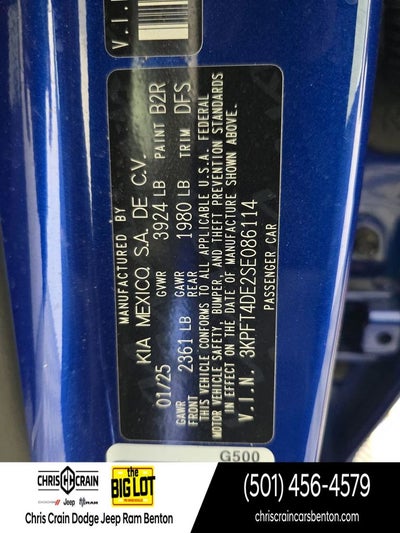 V.I.N
MANUFACTURED BY
KIA MEXICO S.A. DE C.V.
01/25 GVWR 3924 LB PAINT B2R
GAWR FRONT 2361 LB GAWR REAR 1980 LB TRIM DFS
THIS VEHICLE CONFORMS TO ALL APPLICABLE U.S.A. FEDERAL
MOTOR VEHICLE SAFETY, BUMPER, AND THEFT PREVENTION STANDARDS
IN EFFECT ON THE DATE OF MANUFACTURE SHOWN ABOVE.
V.I.N. 3KPFT4DE2SE086114
PASSENGER CAR
G500
CHRIS CRAIN
DODGE Jeep RAM
the BIG LOT
Chris Crain Dodge Jeep Ram Benton
(501) 456-4579
chriscraincarsbenton.com